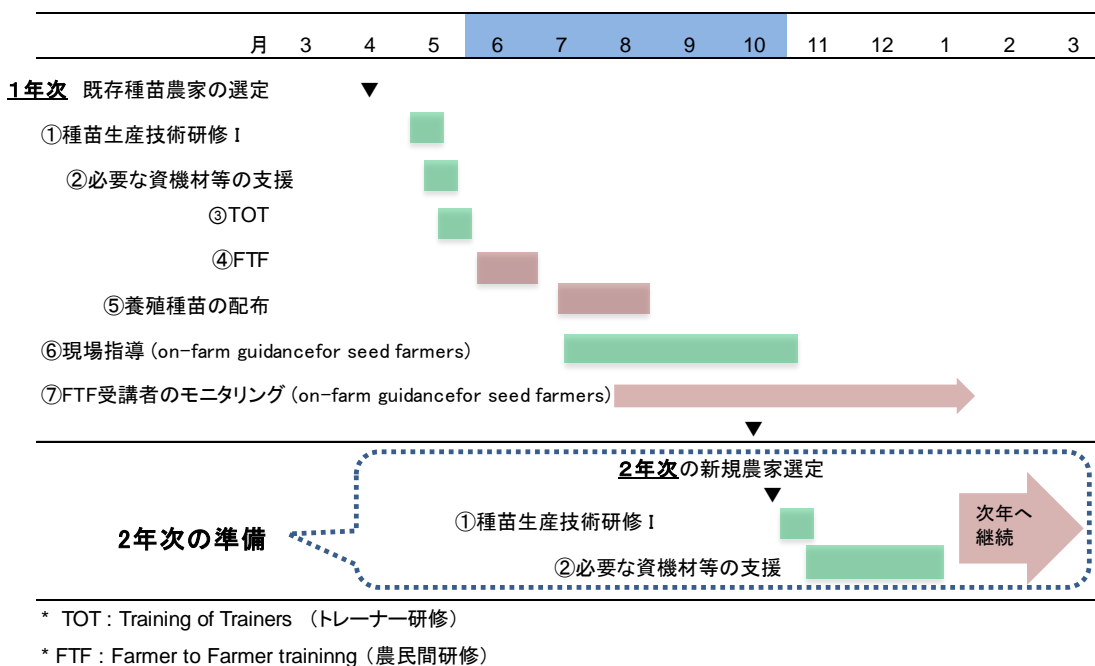 月 3 4 5 6 7 8 9 10 11 12 1 2 3
1年次 既存種苗農家の選定 ▼
①種苗生産技術研修 I
②必要な資機材等の支援
③TOT
④FTF
⑤養殖種苗の配布
⑥現場指導 (on-farm guidancefor seed farmers)
⑦FTF受講者のモニタリング (on-farm guidancefor seed farmers)
▼
2年次の新規農家選定
▼
①種苗生産技術研修 I
2年次の準備
②必要な資機材等の支援
次年へ
継続
* TOT : Training of Trainers （トレーナー研修）
* FTF : Farmer to Farmer traininng （農民間研修）